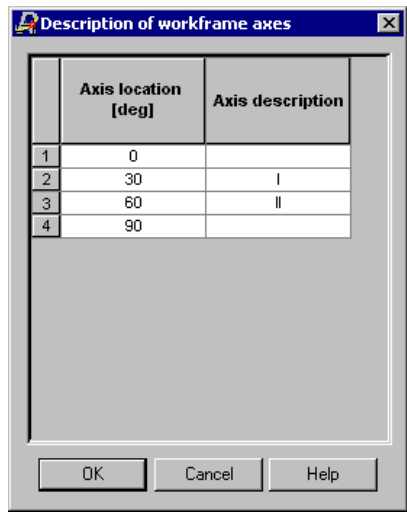 Description of workframe axes
Axis location
[deg]
Axis description
1 0
2 30 I
3 60 II
4 90
OK Cancel Help